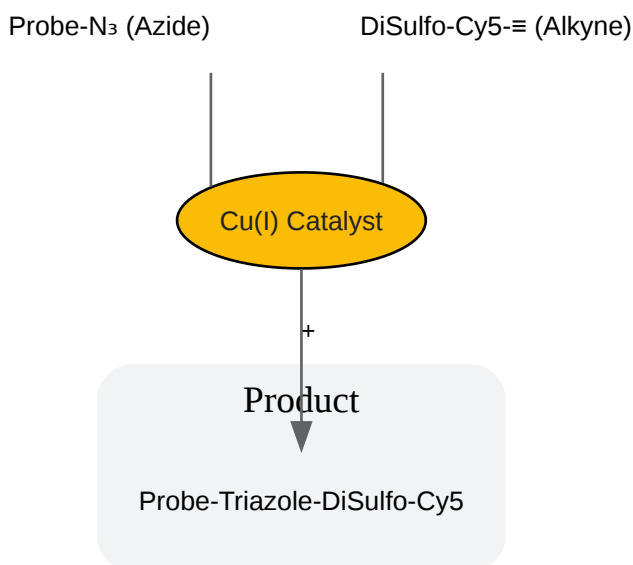 Probe-N₃ (Azide)
DiSulfo-Cy5-≡ (Alkyne)
Cu(I) Catalyst
+
Product
Probe-Triazole-DiSulfo-Cy5